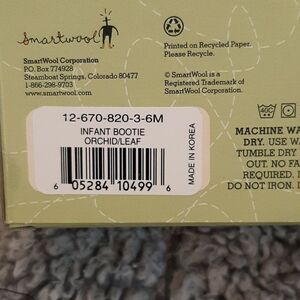 smartwool
SmartWool Corporation
PO Box 774928
Steamboat Springs, Colorado 80477
1-866-298-9703
www.smartwool.com
Printed on Recycled Paper.
Please Recycle.
© SmartWool is a
Registered Trademark of
SmartWool Corporation.
12-670-820-3-6M
INFANT BOOTIE
ORCHID/LEAF
6 05284 10499 6
MADE IN KOREA
MACHINE WA
DRY. USE WA
TUMBLE DRY
OUT. NO FA
REQUIRED.
DO NOT IRON.